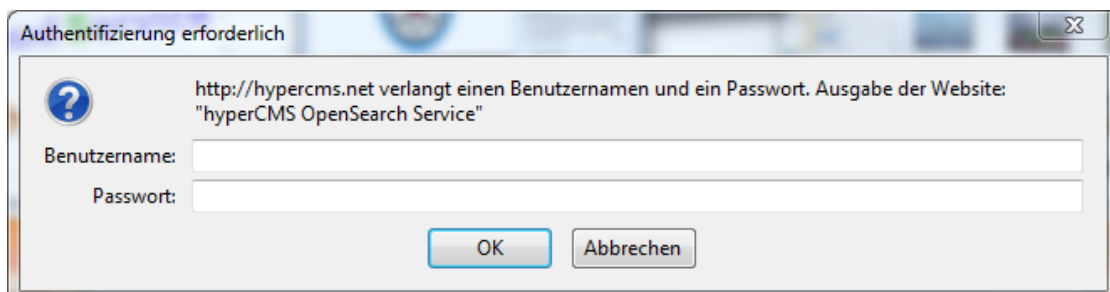 Authentifizierung erforderlich
http://hypercms.net verlangt einen Benutzernamen und ein Passwort. Ausgabe der Website:
"hyperCMS OpenSearch Service"
Benutzername:
Passwort:
OK Abbrechen